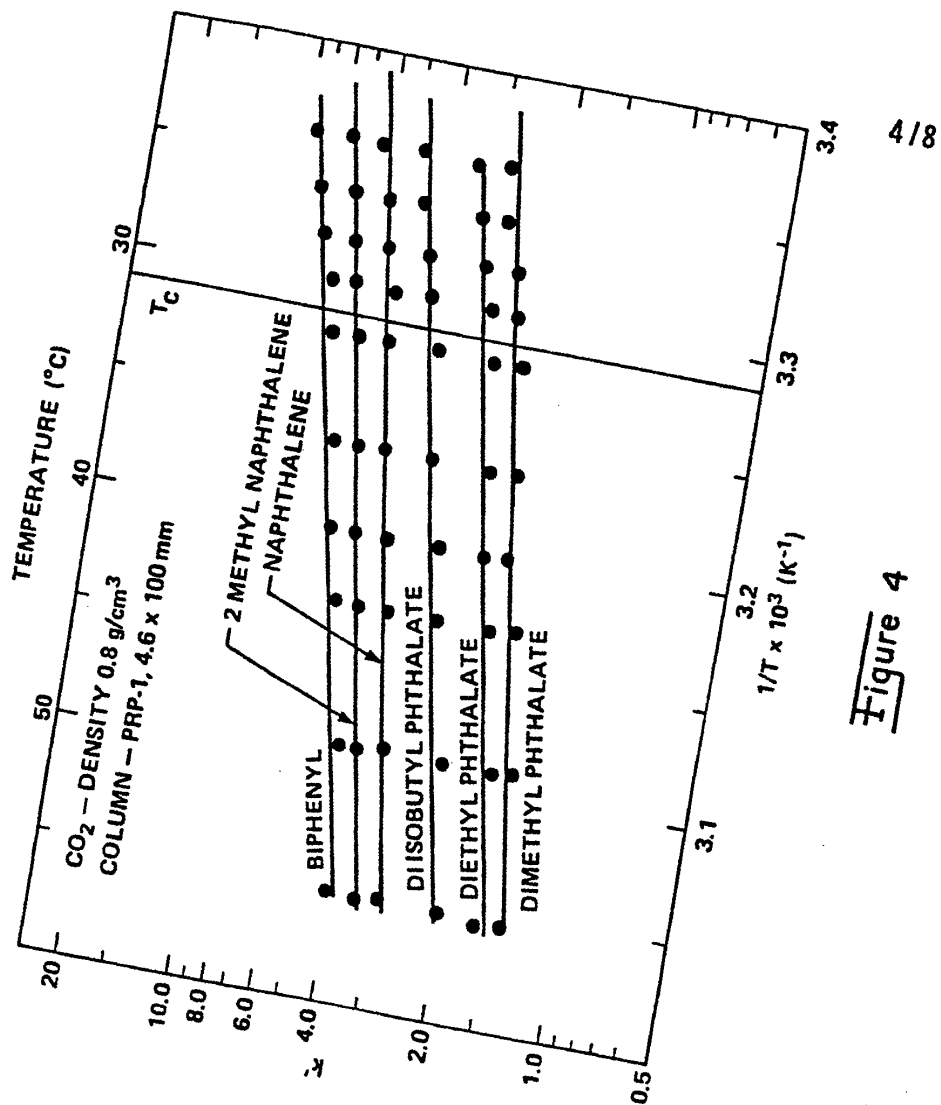 4/8
TEMPERATURE (°C)
50
40
30
CO2 – DENSITY 0.8 g/cm3
COLUMN – PRP-1, 4.6 x 100 mm
TC
2 METHYL NAPHTHALENE
NAPHTHALENE
BIPHENYL
DIISOBUTYL PHTHALATE
DIETHYL PHTHALATE
DIMETHYL PHTHALATE
20
10.0
8.0
6.0
4.0
2.0
1.0
0.5
κ'
3.1
3.2
3.3
3.4
1/T x 10³ (K⁻¹)
Figure 4